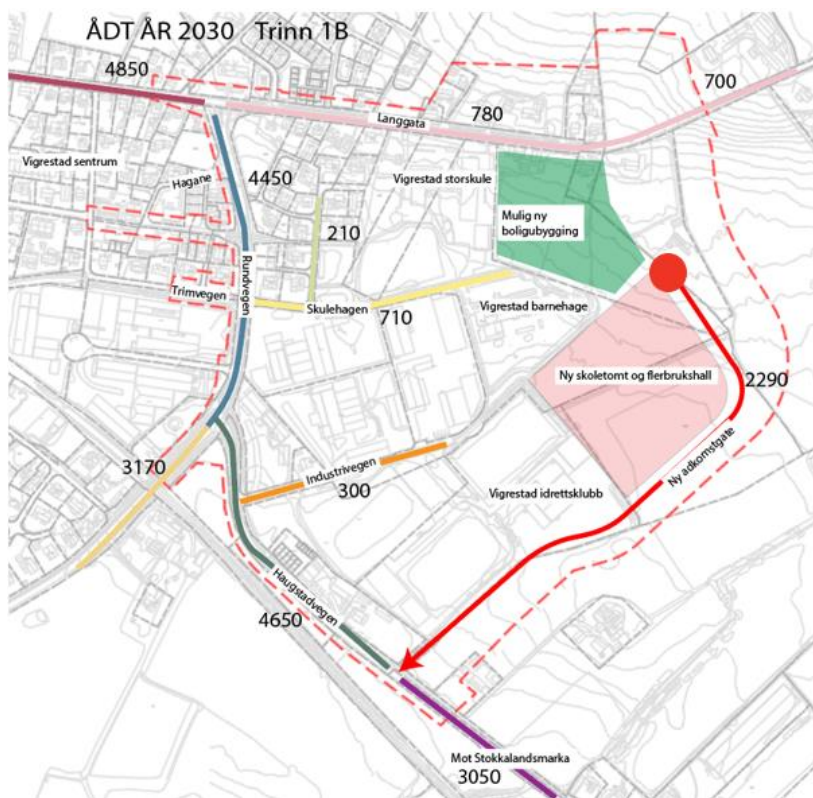 ÅDT ÅR 2030 Trinn 1B
4850
700
780
Langgata
Vigrestad sentrum
Hagane
4450
Vigrestad storskule
Mulig ny
boligubygging
210
Rundvegen
Trimvegen
Skulehagen
710
Vigrestad barnehage
Ny skoletomt og flerbrukshall
2290
3170
Industrivegen
300
Vigrestad idrettsklubb
Ny adkomstgate
Haugstadvegen
4650
Mot Stokkalandsmarka
3050